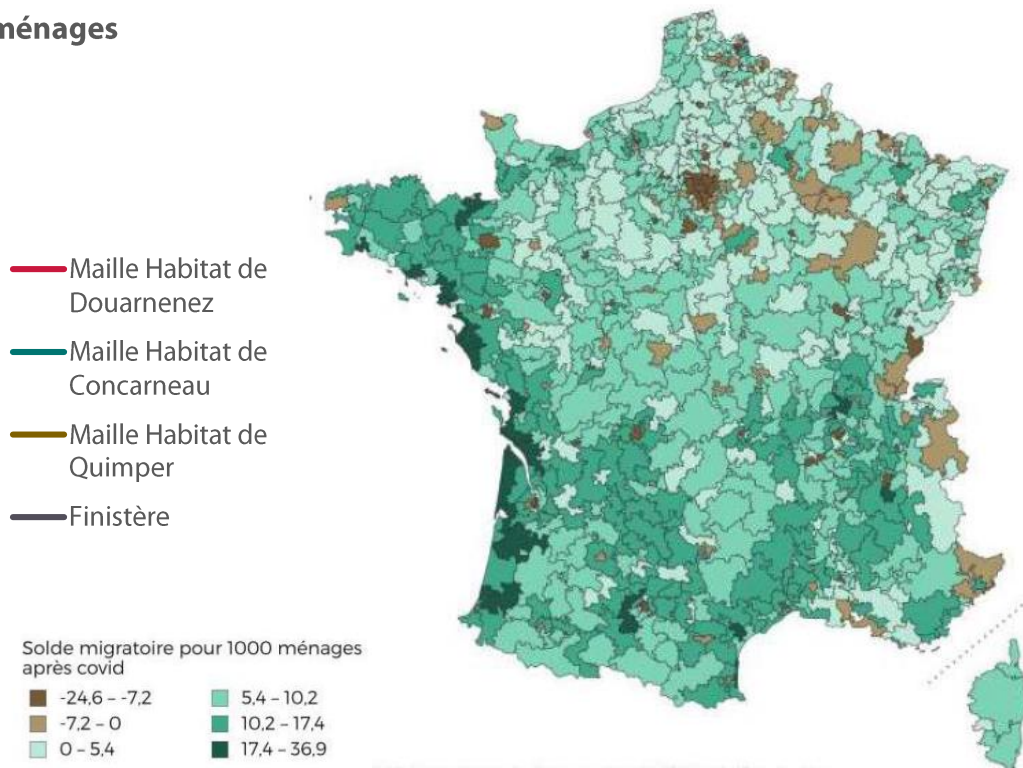 ménages
Maille Habitat de
Douarnenez
Maille Habitat de
Concarneau
Maille Habitat de
Quimper
Finistère
Solde migratoire pour 1000 ménages
après covid
-24,6 – -7,2
-7,2 – 0
0 – 5,4
5,4 – 10,2
10,2 – 17,4
17,4 – 36,9